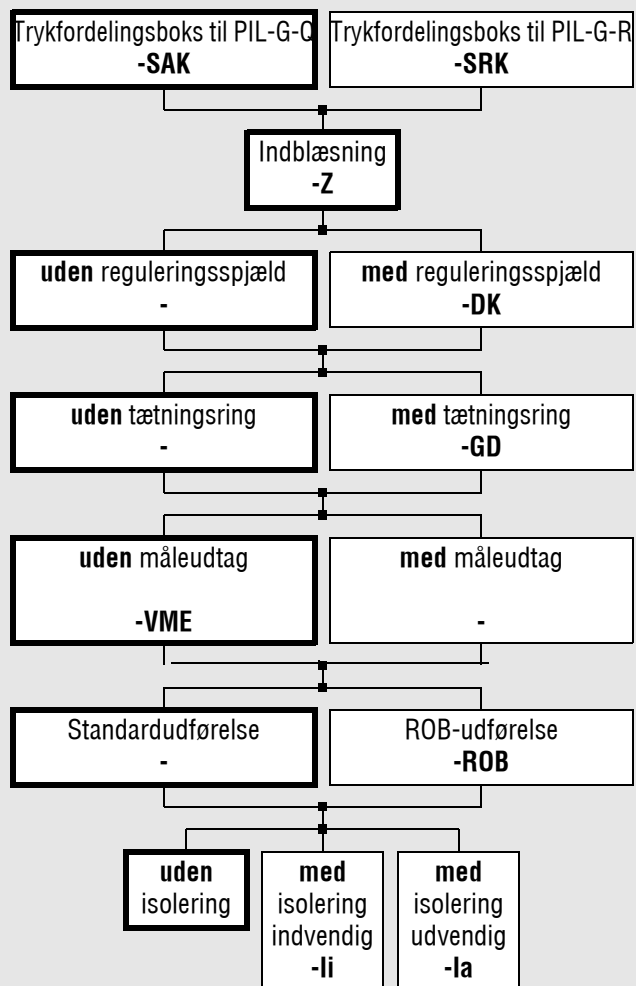 Trykfordelingsboks til PIL-G-Q
-SAK
Trykfordelingsboks til PIL-G-R
-SRK
Indblæsning
-Z
uden reguleringsspjæld
-
med reguleringsspjæld
-DK
uden tætningsring
-
med tætningsring
-GD
uden måleudtag
-VME
med måleudtag
-
Standardudførelse
-
ROB-udførelse
-ROB
uden
isolering
med
isolering
indvendig
-Ii
med
isolering
udvendig
-Ia